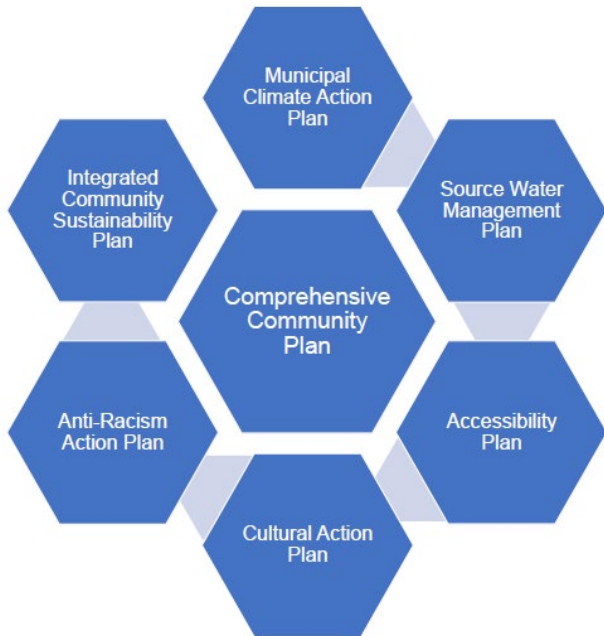 Municipal
Climate Action
Plan
Integrated
Community
Sustainability
Plan
Source Water
Management
Plan
Comprehensive
Community
Plan
Anti-Racism
Action Plan
Accessibility
Plan
Cultural Action
Plan